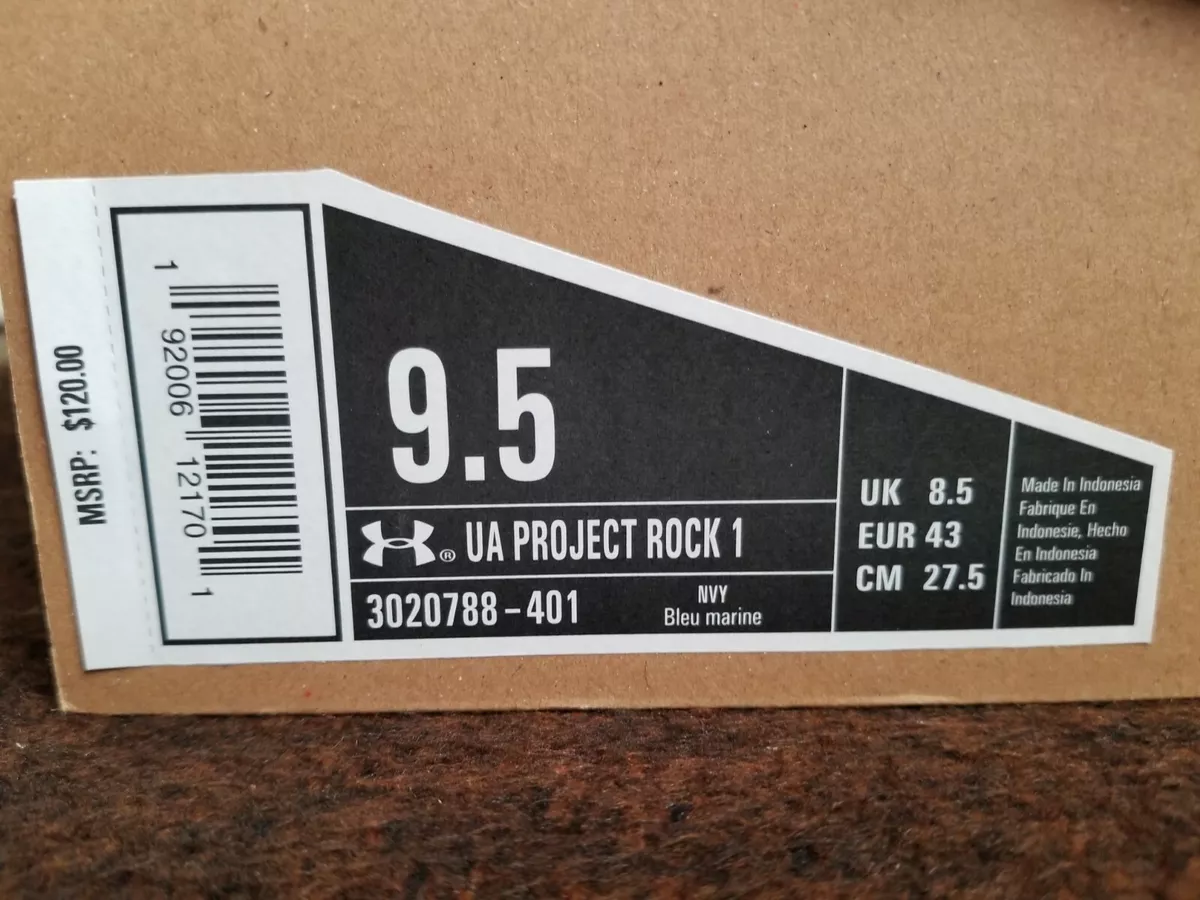 MSRP: $120.00
1 92006 12170 1
9.5
® UA PROJECT ROCK 1
3020788-401
NVY
Bleu marine
UK 8.5
EUR 43
CM 27.5
Made In Indonesia
Fabrique En
Indonesie, Hecho
En Indonesia
Fabricado In
Indonesia